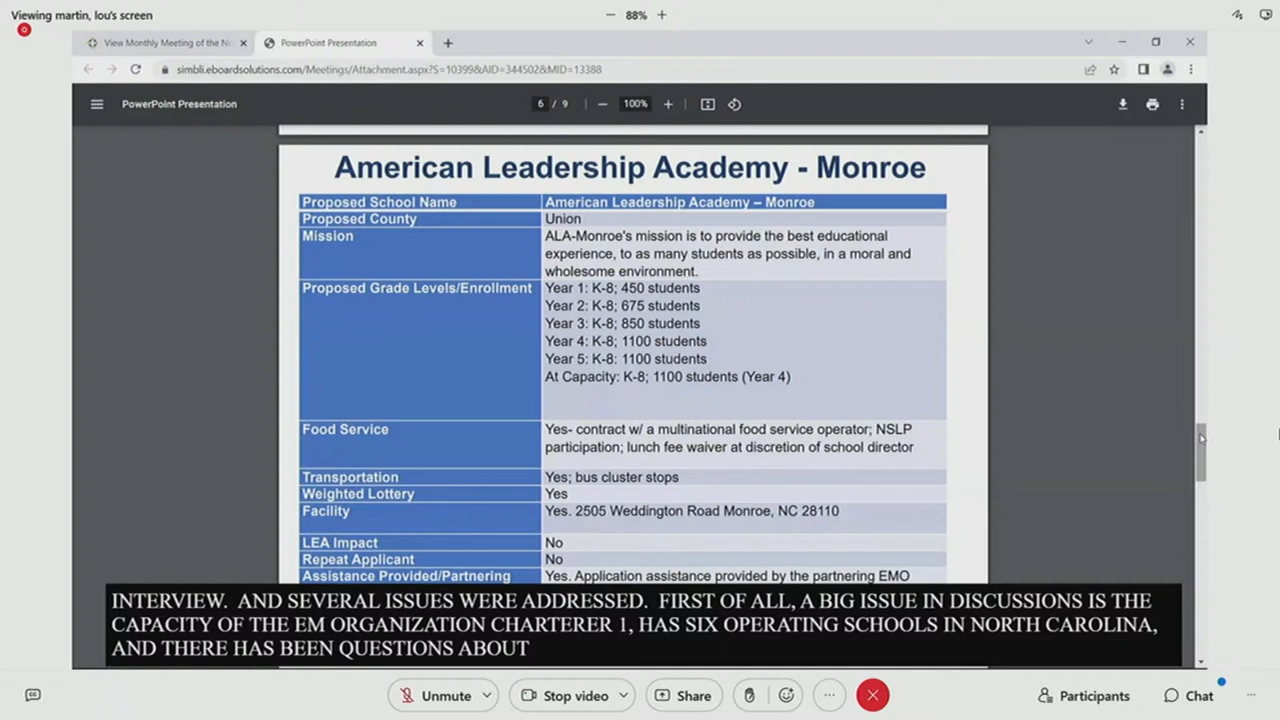 Viewing martin, lou's screen
88%
View Monthly Meeting of the N
PowerPoint Presentation
simbli.eboardsolutions.com/Meetings/Attachment.aspx?S=10399&AID=344502&MID=13388
PowerPoint Presentation
6 / 9
100%
American Leadership Academy - Monroe
Proposed School Name American Leadership Academy – Monroe
Proposed County Union
Mission ALA-Monroe's mission is to provide the best educational
experience, to as many students as possible, in a moral and
wholesome environment.
Proposed Grade Levels/Enrollment Year 1: K-8; 450 students
Year 2: K-8; 675 students
Year 3: K-8; 850 students
Year 4: K-8; 1100 students
Year 5: K-8: 1100 students
At Capacity: K-8; 1100 students (Year 4)
Food Service Yes- contract w/ a multinational food service operator; NSLP
participation; lunch fee waiver at discretion of school director
Transportation Yes; bus cluster stops
Weighted Lottery Yes
Facility Yes. 2505 Weddington Road Monroe, NC 28110
LEA Impact No
Repeat Applicant No
Assistance Provided/Partnering Yes. Application assistance provided by the partnering EMO
INTERVIEW. AND SEVERAL ISSUES WERE ADDRESSED. FIRST OF ALL, A BIG ISSUE IN DISCUSSIONS IS THE
CAPACITY OF THE EM ORGANIZATION CHARTERER 1, HAS SIX OPERATING SCHOOLS IN NORTH CAROLINA,
AND THERE HAS BEEN QUESTIONS ABOUT
Unmute
Stop video
Share
Participants
Chat